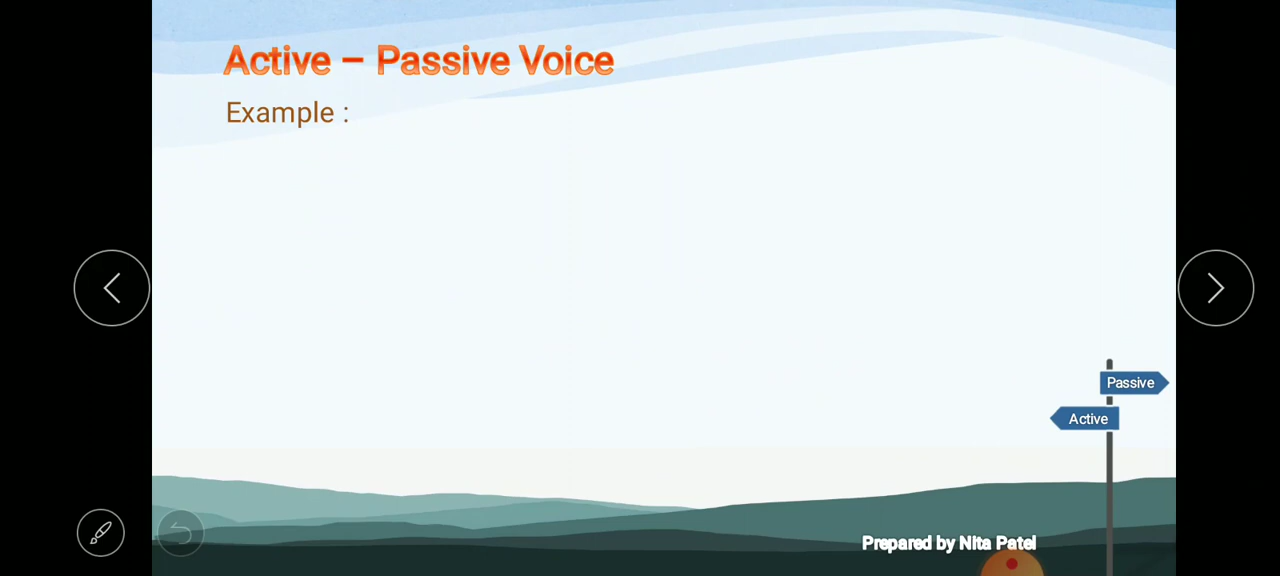 Active – Passive Voice
Example :
Passive
Active
Prepared by Nita Patel